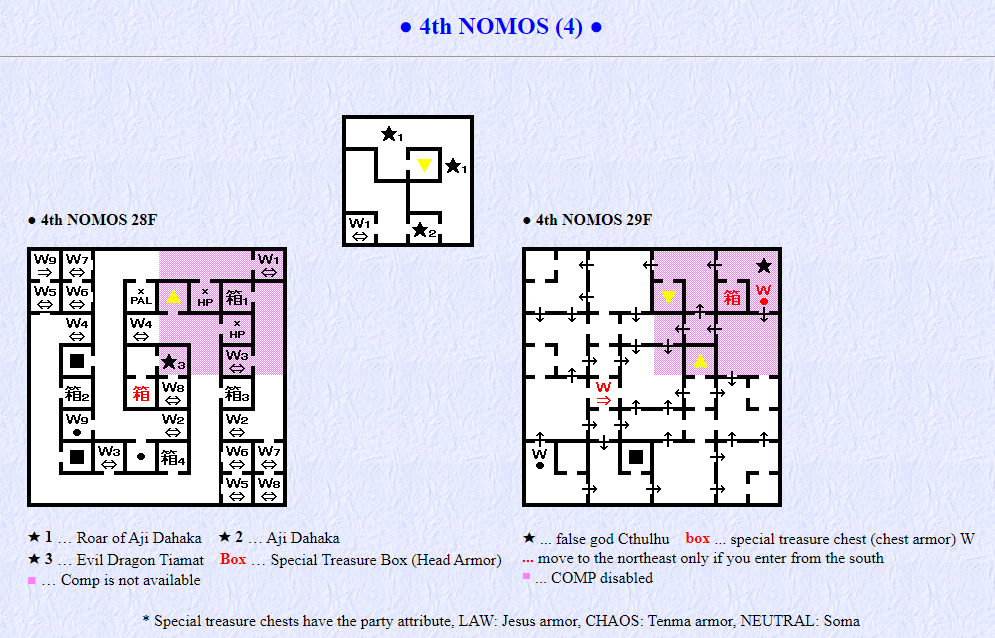 ● 4th NOMOS (4) ●
★1
★1
W1
⇔
★2
● 4th NOMOS 28F
● 4th NOMOS 29F
W9 W7 W1
⇒ ⇔ ⇔
W5 W6 × PAL × HP 箱1
⇔ ⇔
W4 W4 × HP
⇔ ⇔
★3 W3
⇔
箱2 箱 W8 箱3
⇔
W9 W2 W2
● ⇔ ⇔
W3 ● 箱4 W6 W7
⇔ ⇔ ⇔
W5 W8
⇔ ⇔
★
箱 W
●
W
⇒
W
●
★ 1 … Roar of Aji Dahaka ★ 2 … Aji Dahaka
★ 3 … Evil Dragon Tiamat Box … Special Treasure Box (Head Armor)
■ … Comp is not available
★ ... false god Cthulhu box ... special treasure chest (chest armor) W
... move to the northeast only if you enter from the south
■ ... COMP disabled
* Special treasure chests have the party attribute, LAW: Jesus armor, CHAOS: Tenma armor, NEUTRAL: Soma